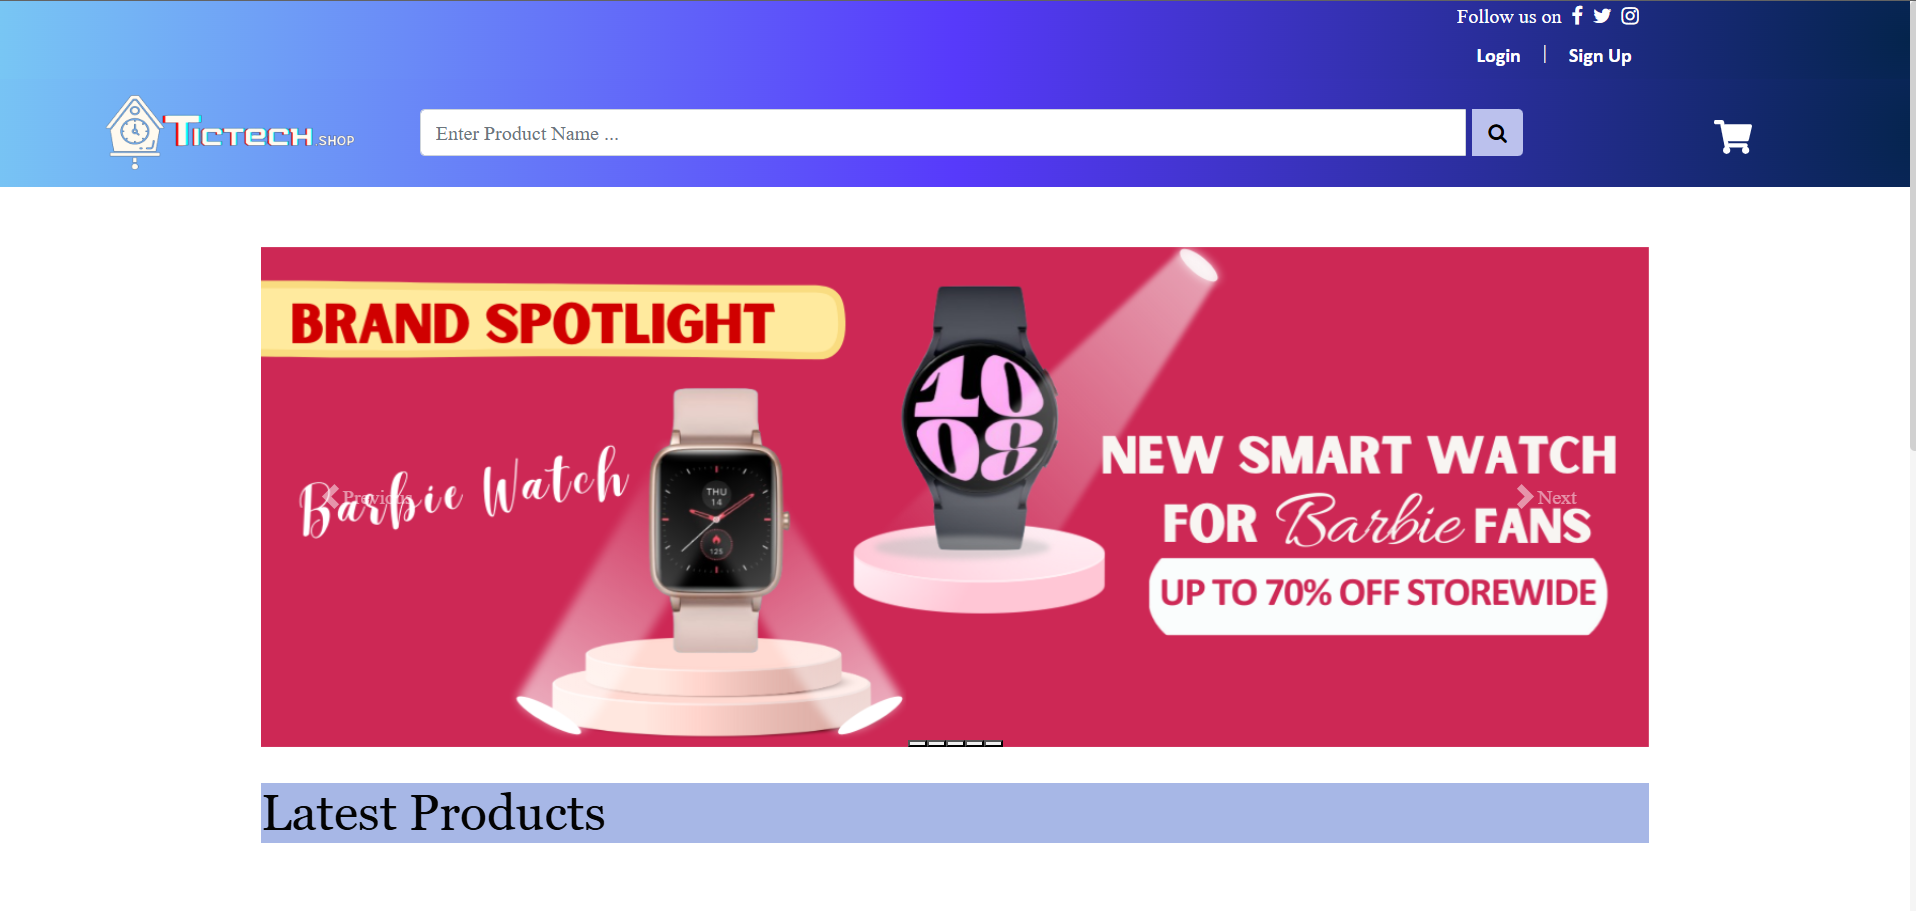 Follow us on
Login | Sign Up
Tictech.SHOP
Enter Product Name ...
BRAND SPOTLIGHT
10
08
Barbie Watch
Previous
THU
14
125
NEW SMART WATCH
Next
FOR Barbie FANS
UP TO 70% OFF STOREWIDE
Latest Products